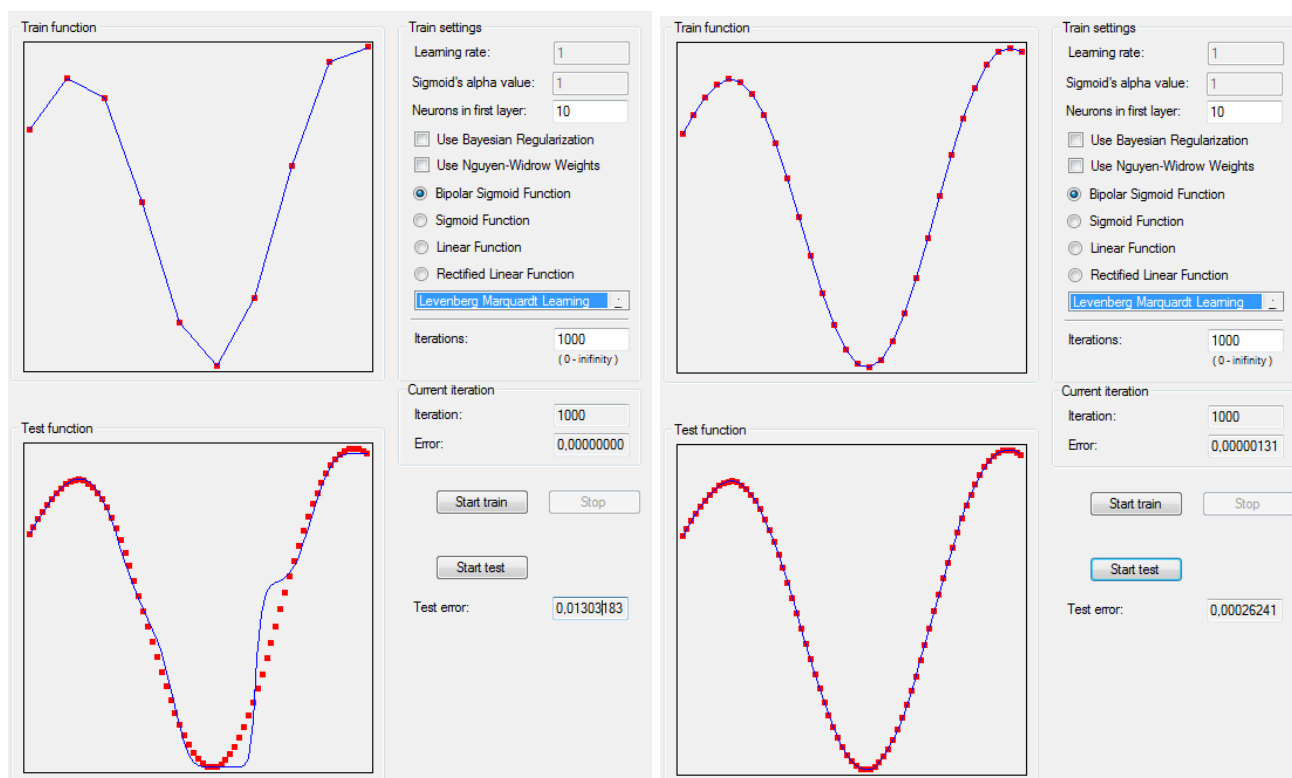 Train function
Train settings
Learning rate: 1
Sigmoid's alpha value: 1
Neurons in first layer: 10
Use Bayesian Regularization
Use Nguyen-Widrow Weights
Bipolar Sigmoid Function
Sigmoid Function
Linear Function
Rectified Linear Function
Levenberg Marquardt Learning
Iterations: 1000
( 0 - inifinity )
Current iteration
Iteration: 1000
Error: 0,00000000
Test function
Start train Stop
Start test
Test error: 0,01303183
Train function
Train settings
Learning rate: 1
Sigmoid's alpha value: 1
Neurons in first layer: 10
Use Bayesian Regularization
Use Nguyen-Widrow Weights
Bipolar Sigmoid Function
Sigmoid Function
Linear Function
Rectified Linear Function
Levenberg Marquardt Learning
Iterations: 1000
( 0 - inifinity )
Current iteration
Iteration: 1000
Error: 0,00000131
Test function
Start train Stop
Start test
Test error: 0,00026241